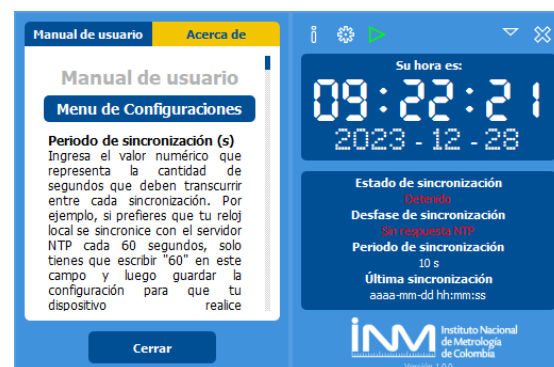 Manual de usuario
Acerca de
Manual de usuario
Menu de Configuraciones
Periodo de sincronización (s)
Ingresa el valor numérico que
representa la cantidad de
segundos que deben transcurrir
entre cada sincronización. Por
ejemplo, si prefieres que tu reloj
local se sincronice con el servidor
NTP cada 60 segundos, solo
tienes que escribir "60" en este
campo y luego guardar la
configuración para que tu
dispositivo realice
Cerrar
Su hora es:
09:22:21
2023 - 12 - 28
Estado de sincronización
Detenido
Desfase de sincronización
Sin respuesta NTP
Periodo de sincronización
10 s
Última sincronización
aaaa-mm-dd hh:mm:ss
INM
Instituto Nacional
de Metrología
de Colombia
Versión 1.0.0